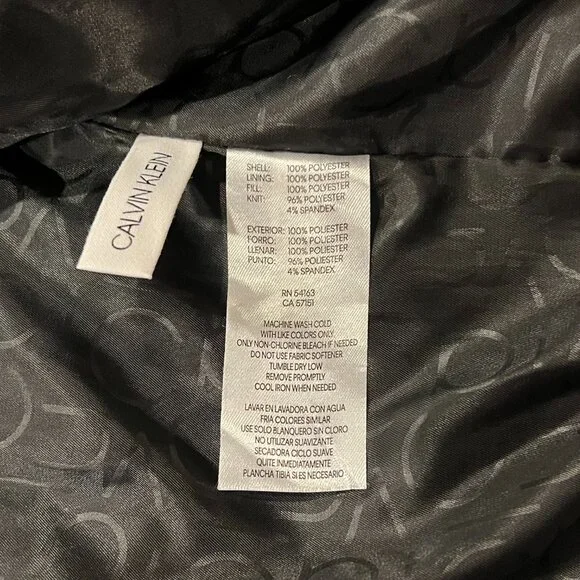 CALVIN KLEIN
SHELL: 100% POLYESTER
LINING: 100% POLYESTER
FILL: 100% POLYESTER
KNIT: 96% POLYESTER
4% SPANDEX
EXTERIOR: 100% POLIESTER
FORRO: 100% POLIESTER
LLENAR: 100% POLIESTER
PUNTO: 96% POLIESTER
4% SPANDEX
RN 54163
CA 57151
MACHINE WASH COLD
WITH LIKE COLORS ONLY.
ONLY NON-CHLORINE BLEACH IF NEEDED
DO NOT USE FABRIC SOFTENER
TUMBLE DRY LOW
REMOVE PROMPTLY
COOL IRON WHEN NEEDED
LAVAR EN LAVADORA CON AGUA
FRIA COLORES SIMILAR
USE SOLO BLANQUERO SIN CLORO
NO UTILIZAR SUAVIZANTE
SECADORA CICLO SUAVE
QUITE INMEDIATAMENTE
PLANCHA TIBIA SI ES NECESARIO